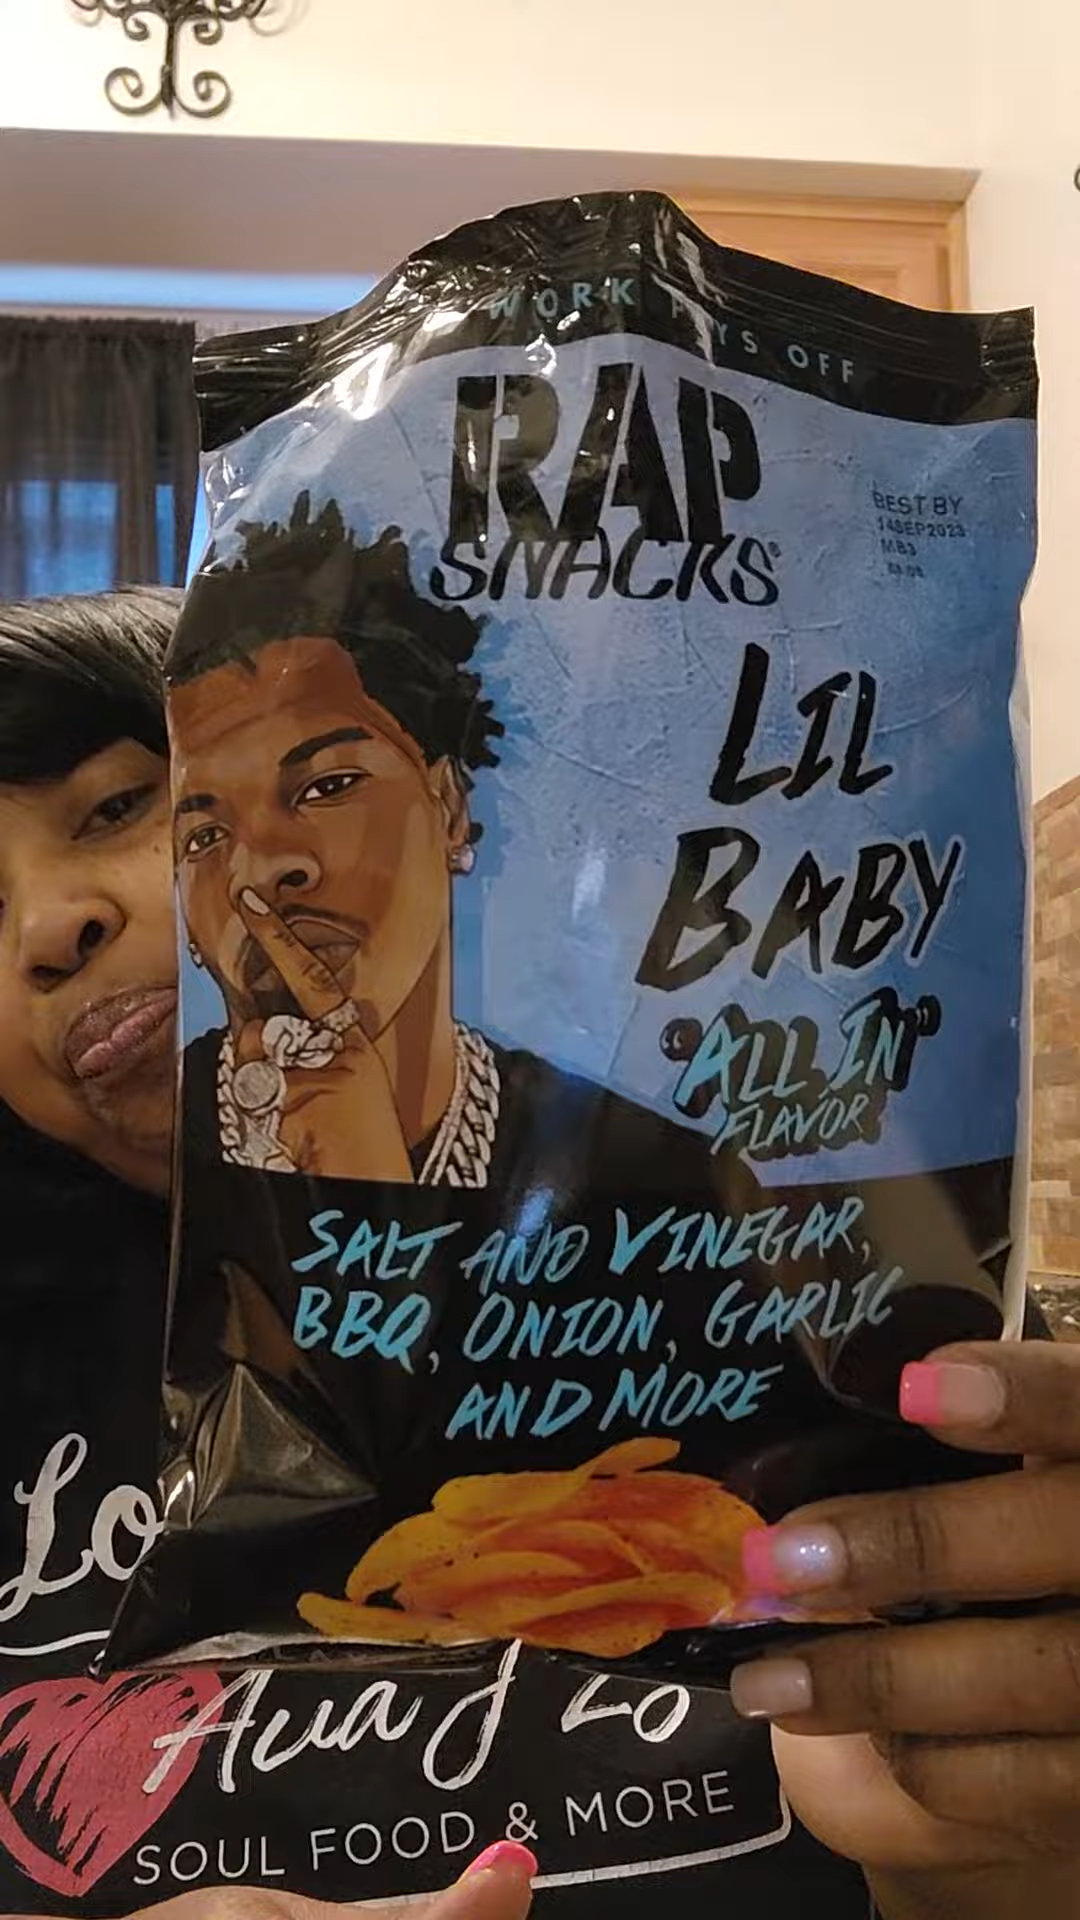 WORK PAYS OFF
RAP
SNACKS®
BEST BY
14SEP2023
MB3
LIL
BABY
"ALL IN"
FLAVOR
SALT AND VINEGAR,
BBQ, ONION, GARLIC
AND MORE
Lo
SOUL FOOD & MORE